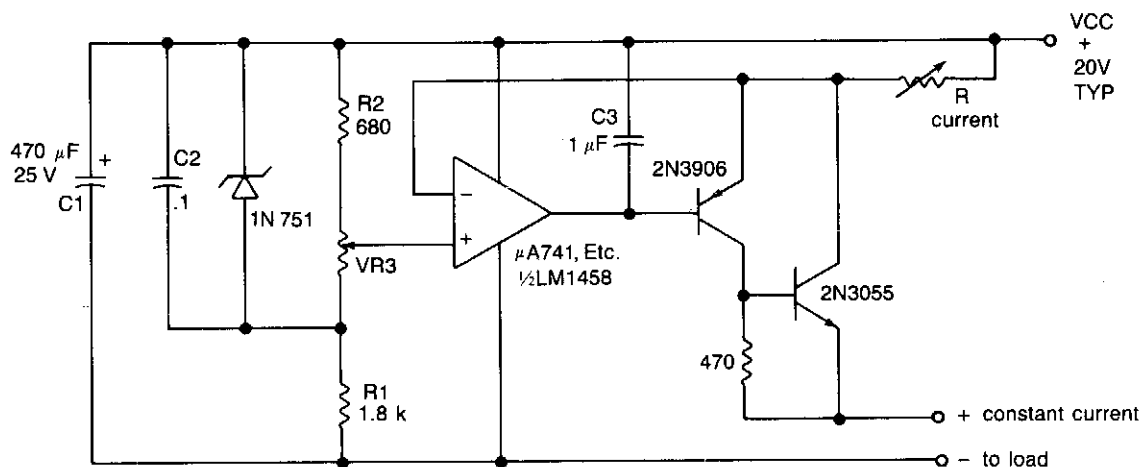 VCC
+
20V
TYP
R
current
R2
680
C3
1 μF
470 μF
25 V
+
C1
C2
.1
1N 751
2N3906
−
+
VR3
μA741, Etc.
½LM1458
2N3055
470
R1
1.8 k
+ constant current
− to load